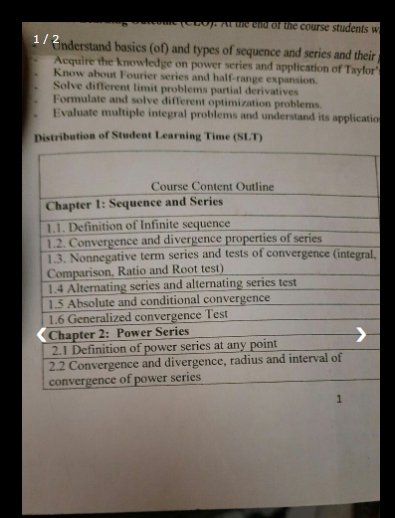 Outcome (CLO): At the end of the course students w
1 / 2
Understand basics (of) and types of sequence and series and their
Acquire the knowledge on power series and application of Taylor'
Know about Fourier series and half-range expansion.
Solve different limit problems partial derivatives
Formulate and solve different optimization problems.
Evaluate multiple integral problems and understand its applicatio
Distribution of Student Learning Time (SLT)
Course Content Outline
Chapter 1: Sequence and Series
1.1. Definition of Infinite sequence
1.2. Convergence and divergence properties of series
1.3. Nonnegative term series and tests of convergence (integral,
Comparison, Ratio and Root test)
1.4 Alternating series and alternating series test
1.5 Absolute and conditional convergence
1.6 Generalized convergence Test
Chapter 2: Power Series
2.1 Definition of power series at any point
2.2 Convergence and divergence, radius and interval of
convergence of power series
1